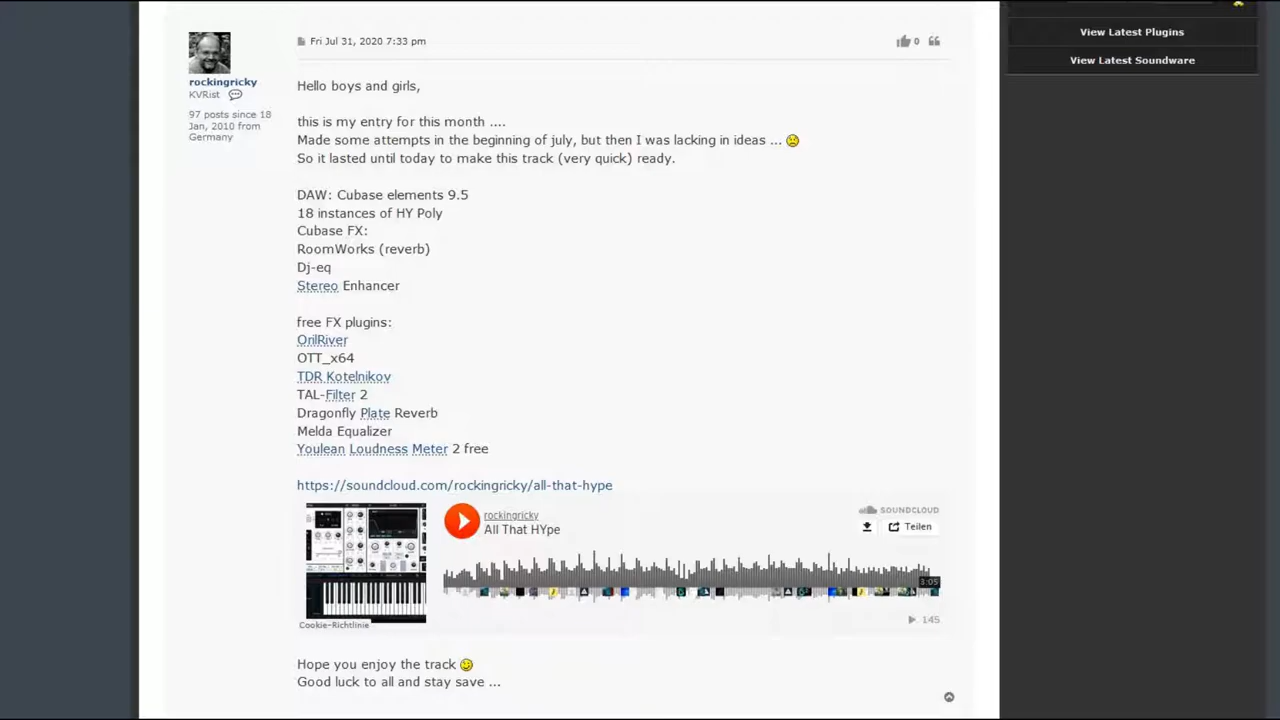 View Latest Plugins
View Latest Soundware
rockingricky
KVRist
97 posts since 18
Jan, 2010 from
Germany
Fri Jul 31, 2020 7:33 pm
0
Hello boys and girls,
this is my entry for this month ....
Made some attempts in the beginning of july, but then I was lacking in ideas ...
So it lasted until today to make this track (very quick) ready.
DAW: Cubase elements 9.5
18 instances of HY Poly
Cubase FX:
RoomWorks (reverb)
Dj-eq
Stereo Enhancer
free FX plugins:
OrilRiver
OTT_x64
TDR Kotelnikov
TAL-Filter 2
Dragonfly Plate Reverb
Melda Equalizer
Youlean Loudness Meter 2 free
https://soundcloud.com/rockingricky/all-that-hype
rockingricky
All That HYpe
SOUNDCLOUD
Teilen
3:05
Cookie-Richtlinie
145
Hope you enjoy the track
Good luck to all and stay save ...